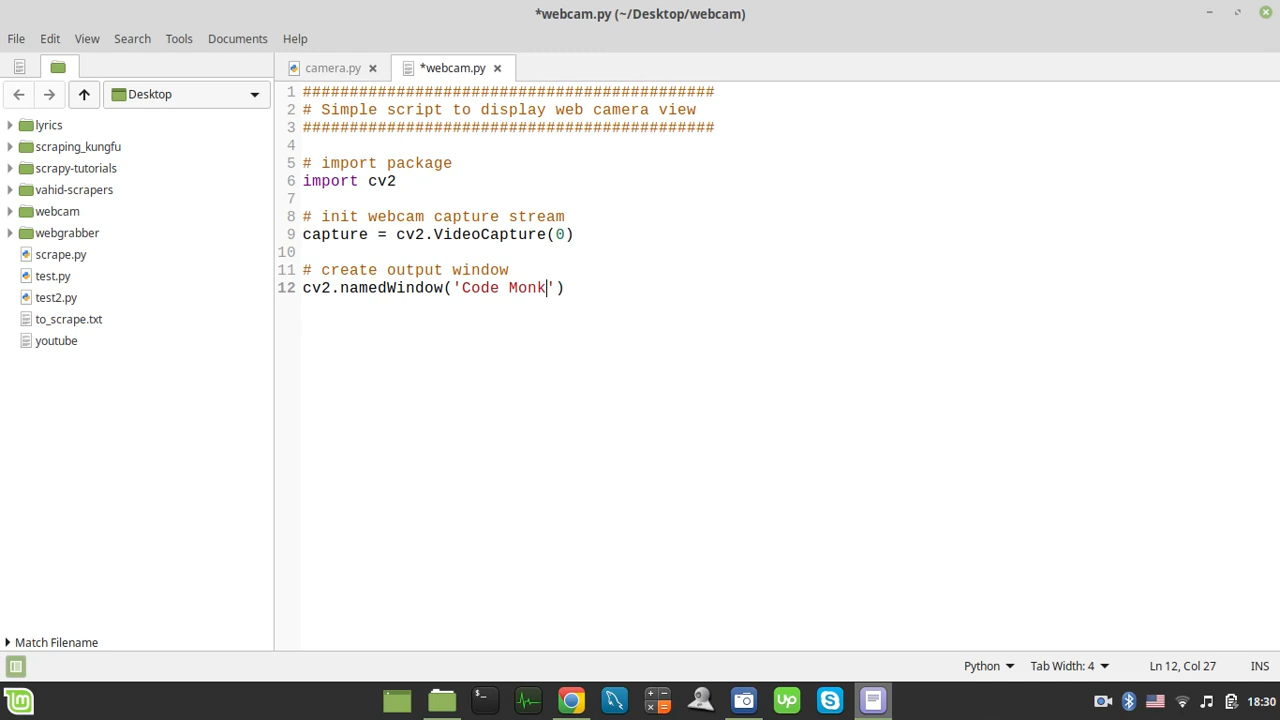 *webcam.py (~/Desktop/webcam)
File Edit View Search Tools Documents Help
camera.py
*webcam.py
Desktop
lyrics
scraping_kungfu
scrapy-tutorials
vahid-scrapers
webcam
webgrabber
scrape.py
test.py
test2.py
to_scrape.txt
youtube
Match Filename
1 ############################################
2 # Simple script to display web camera view
3 ############################################
4
5 # import package
6 import cv2
7
8 # init webcam capture stream
9 capture = cv2.VideoCapture(0)
10
11 # create output window
12 cv2.namedWindow('Code Monk')
Python Tab Width: 4 Ln 12, Col 27 INS
$_
up
18:30